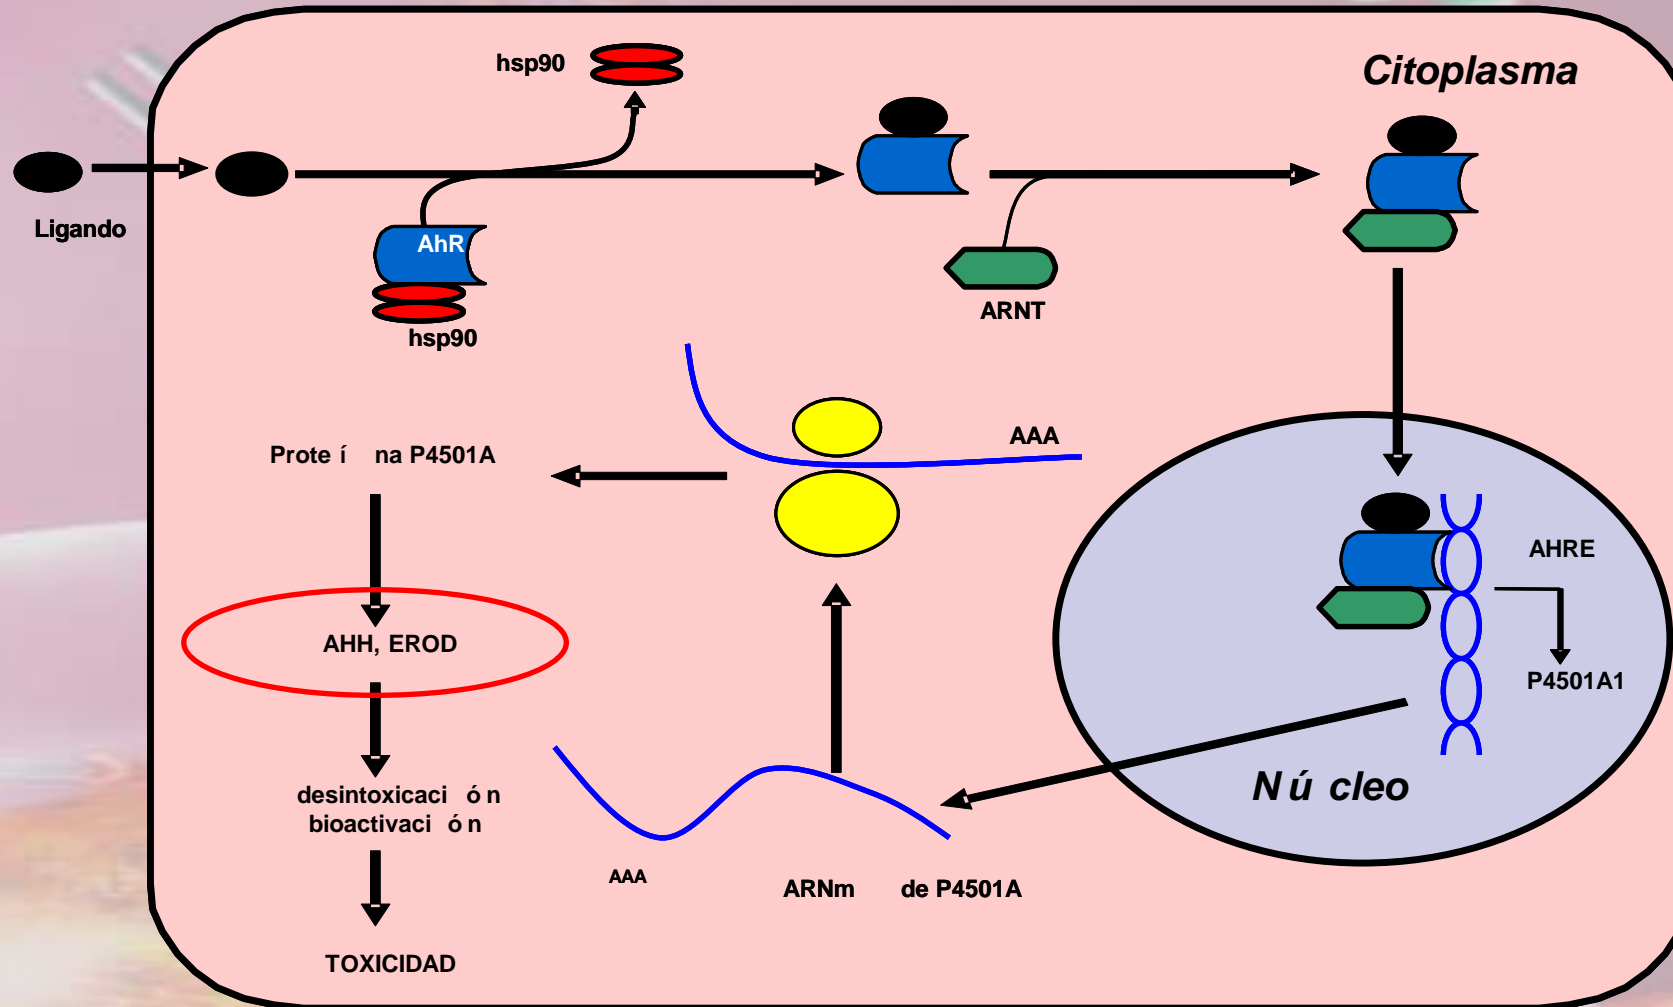 hsp90
Citoplasma
Ligando
AhR
hsp90
ARNT
AAA
Prote í na P4501A
AHRE
AHH, EROD
P4501A1
Nú cleo
desintoxicaci ó n
bioactivaci ó n
AAA
ARNm de P4501A
TOXICIDAD